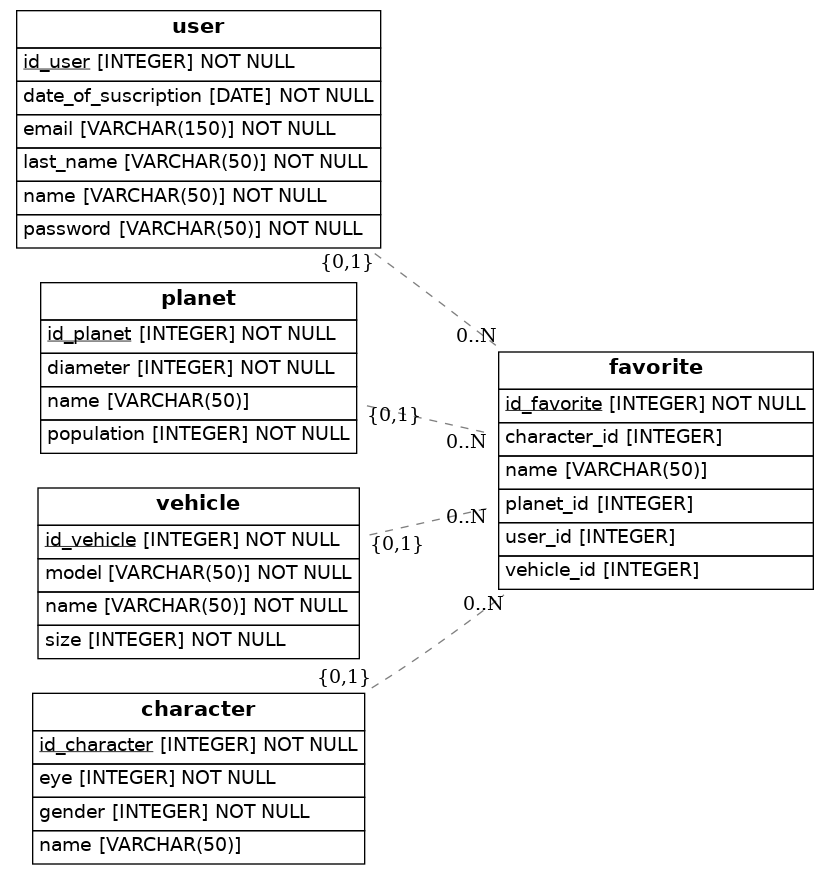 user
id_user [INTEGER] NOT NULL
date_of_suscription [DATE] NOT NULL
email [VARCHAR(150)] NOT NULL
last_name [VARCHAR(50)] NOT NULL
name [VARCHAR(50)] NOT NULL
password [VARCHAR(50)] NOT NULL
{0,1}
0..N
planet
id_planet [INTEGER] NOT NULL
diameter [INTEGER] NOT NULL
name [VARCHAR(50)]
population [INTEGER] NOT NULL
{0,1}
0..N
vehicle
id_vehicle [INTEGER] NOT NULL
model [VARCHAR(50)] NOT NULL
name [VARCHAR(50)] NOT NULL
size [INTEGER] NOT NULL
{0,1}
0..N
character
id_character [INTEGER] NOT NULL
eye [INTEGER] NOT NULL
gender [INTEGER] NOT NULL
name [VARCHAR(50)]
{0,1}
0..N
favorite
id_favorite [INTEGER] NOT NULL
character_id [INTEGER]
name [VARCHAR(50)]
planet_id [INTEGER]
user_id [INTEGER]
vehicle_id [INTEGER]